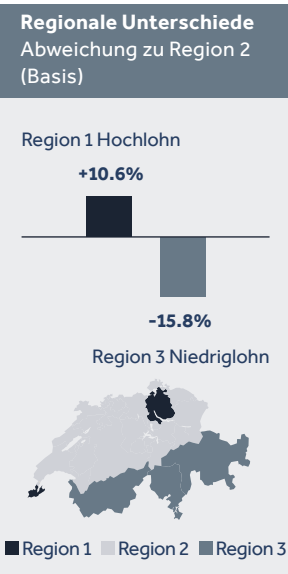 Regionale Unterschiede
Abweichung zu Region 2
(Basis)
Region 1 Hochlohn
+10.6%
-15.8%
Region 3 Niedriglohn
Region 1 Region 2 Region 3